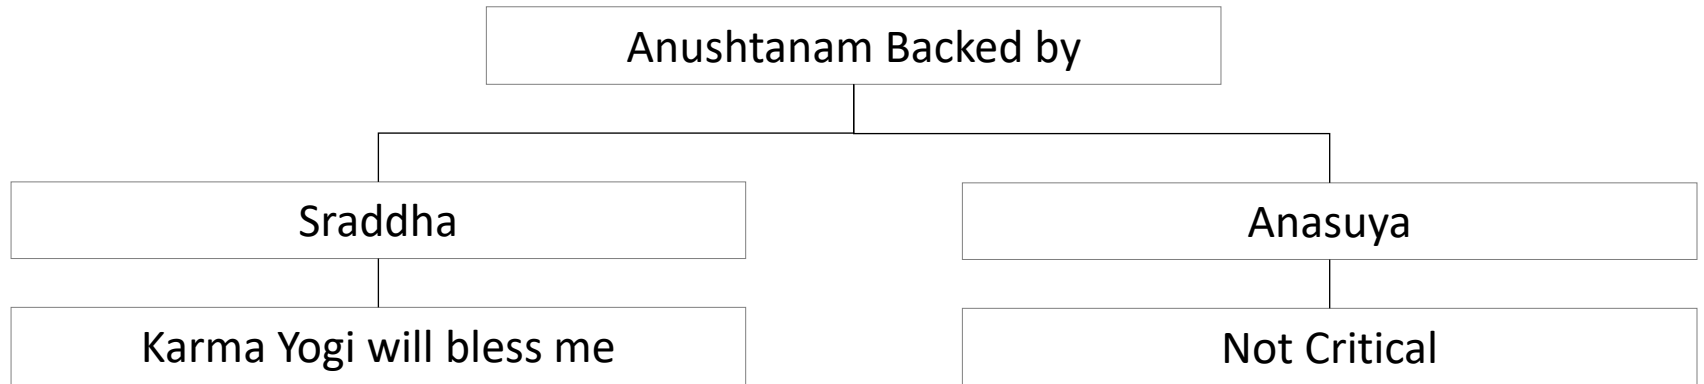 Anushtanam Backed by
Sraddha
Anasuya
Karma Yogi will bless me
Not Critical